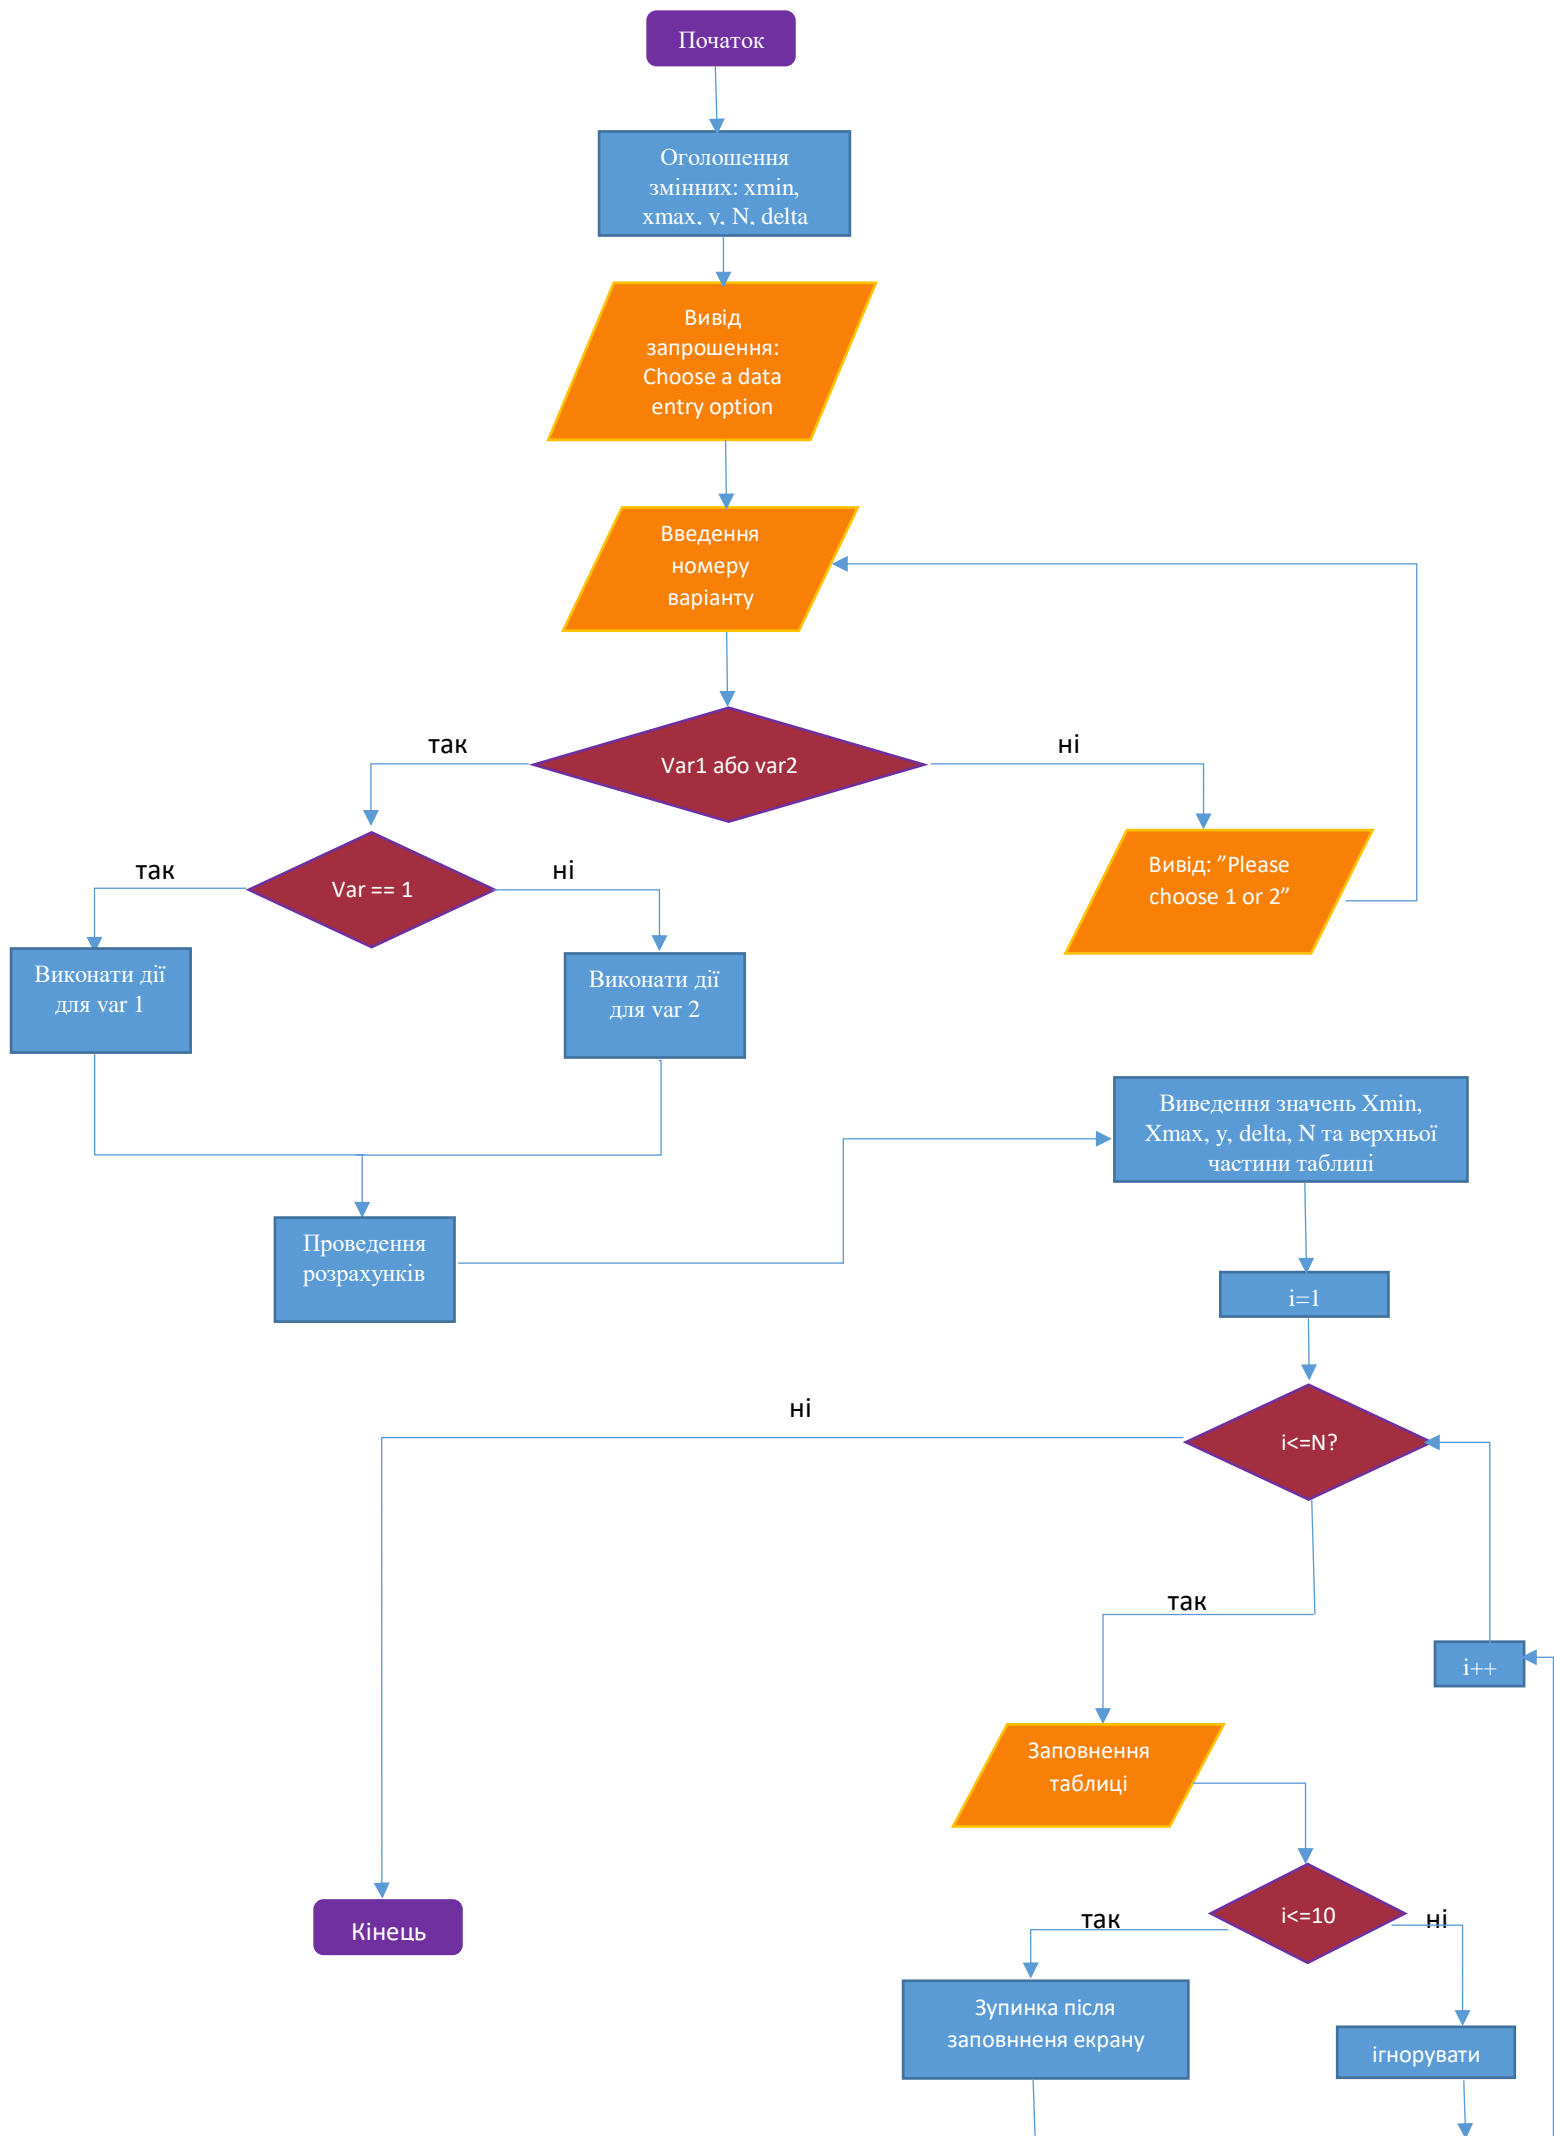 Початок
Оголошення
змінних: xmin,
xmax, y, N, delta
Вивід
запрошення:
Choose a data
entry option
Введення
номеру
варіанту
так
Var1 або var2
ні
так
Var == 1
ні
Вивід: ”Please
choose 1 or 2”
Виконати дії
для var 1
Виконати дії
для var 2
Виведення значень Xmin,
Xmax, y, delta, N та верхньої
частини таблиці
Проведення
розрахунків
i=1
ні
i<=N?
так
i++
Заповнення
таблиці
так
i<=10
ні
Кінець
Зупинка після
заповнненя екрану
ігнорувати